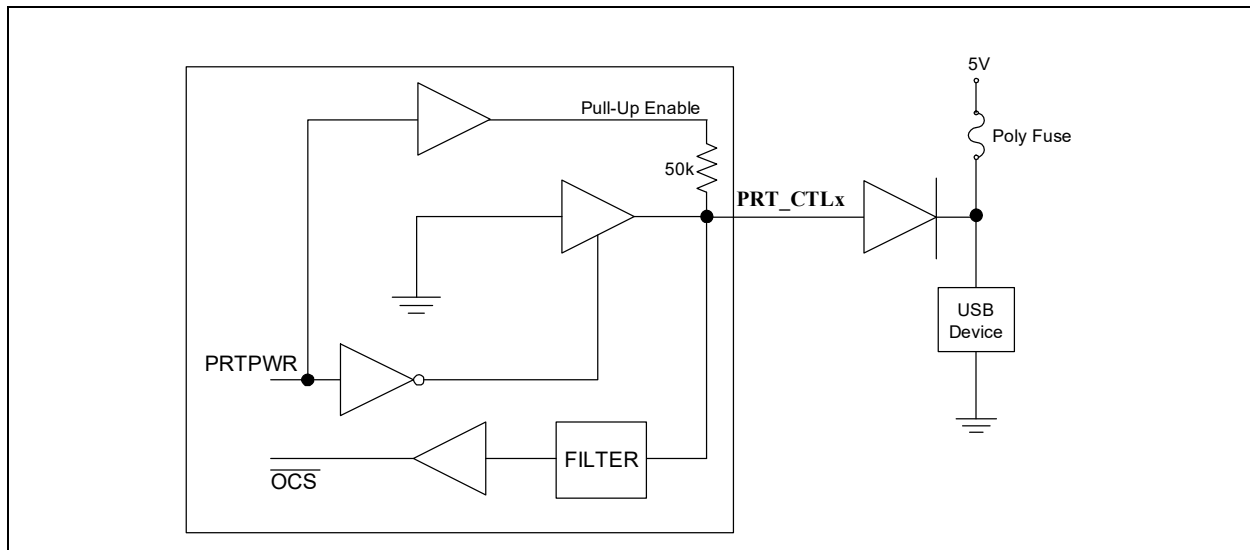 5V
Pull-Up Enable
Poly Fuse
50k
PRT_CTLx
USB
Device
PRTPWR
FILTER
OCS